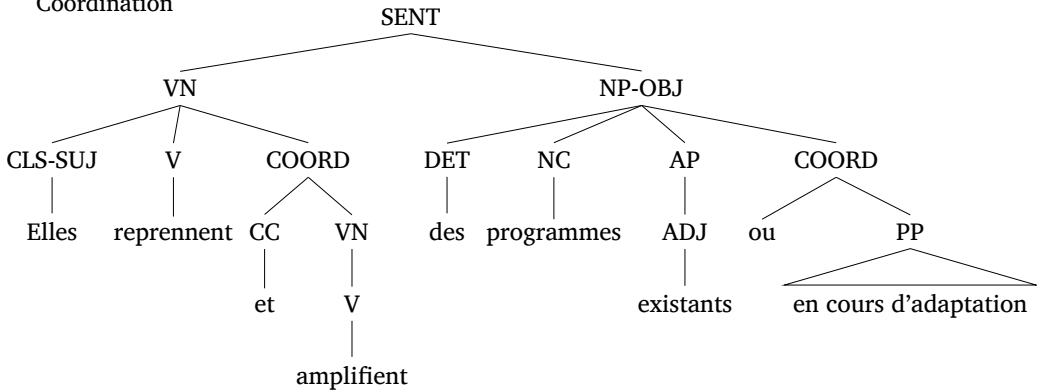 Coordination
SENT
VN NP-OBJ
CLS-SUJ V COORD DET NC AP COORD
Elles reprennent CC VN des programmes ADJ ou PP
et V existants en cours d'adaptation
amplifient